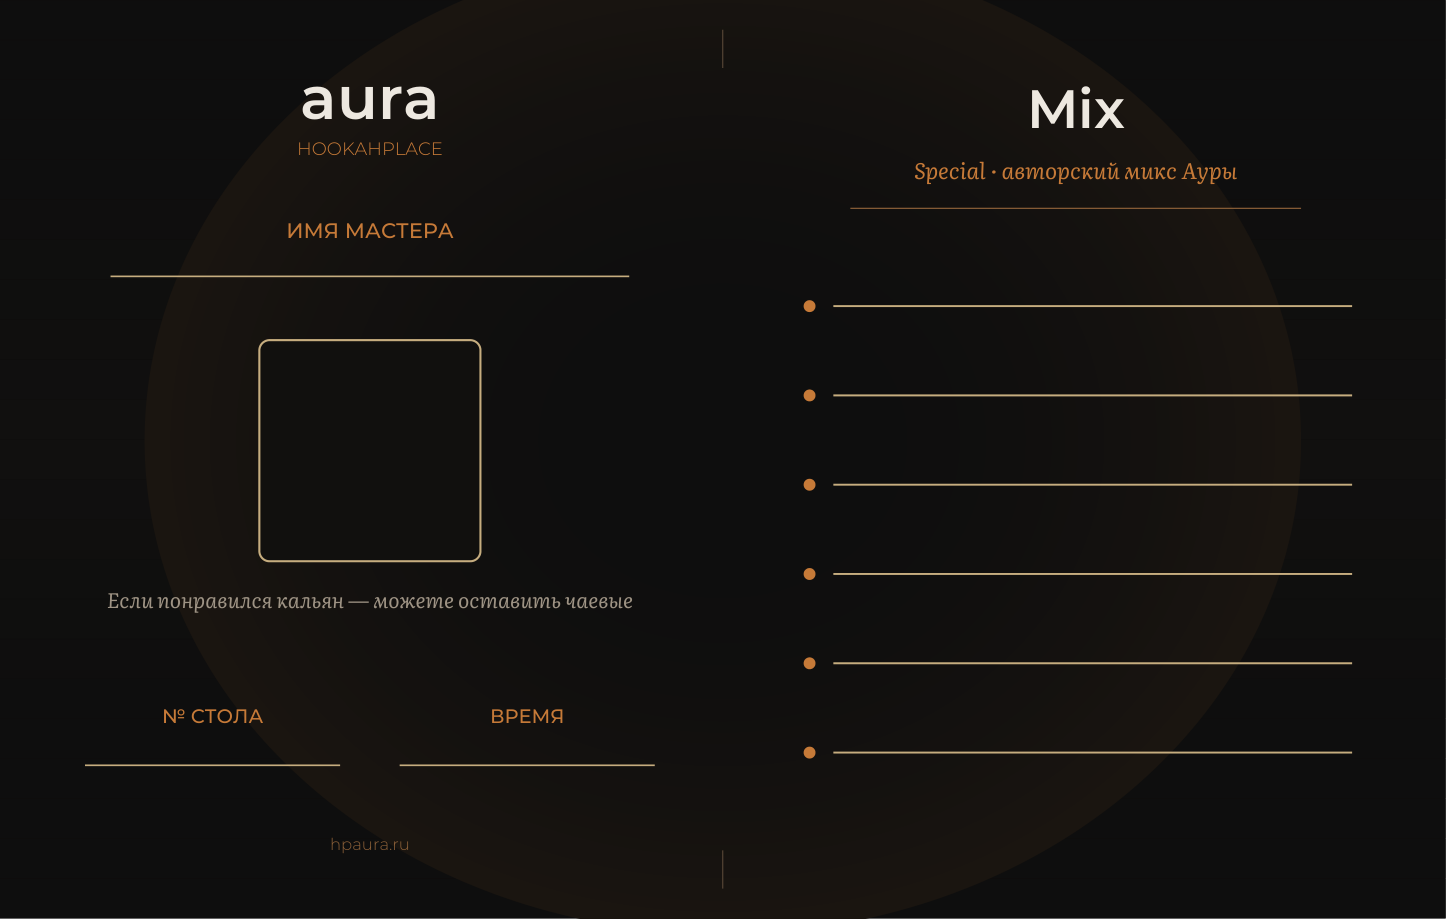 aura
HOOKAHPLACE
ИМЯ МАСТЕРА
Если понравился кальян — можете оставить чаевые
№ СТОЛА
ВРЕМЯ
hpaura.ru
Mix
Special · авторский микс Ауры